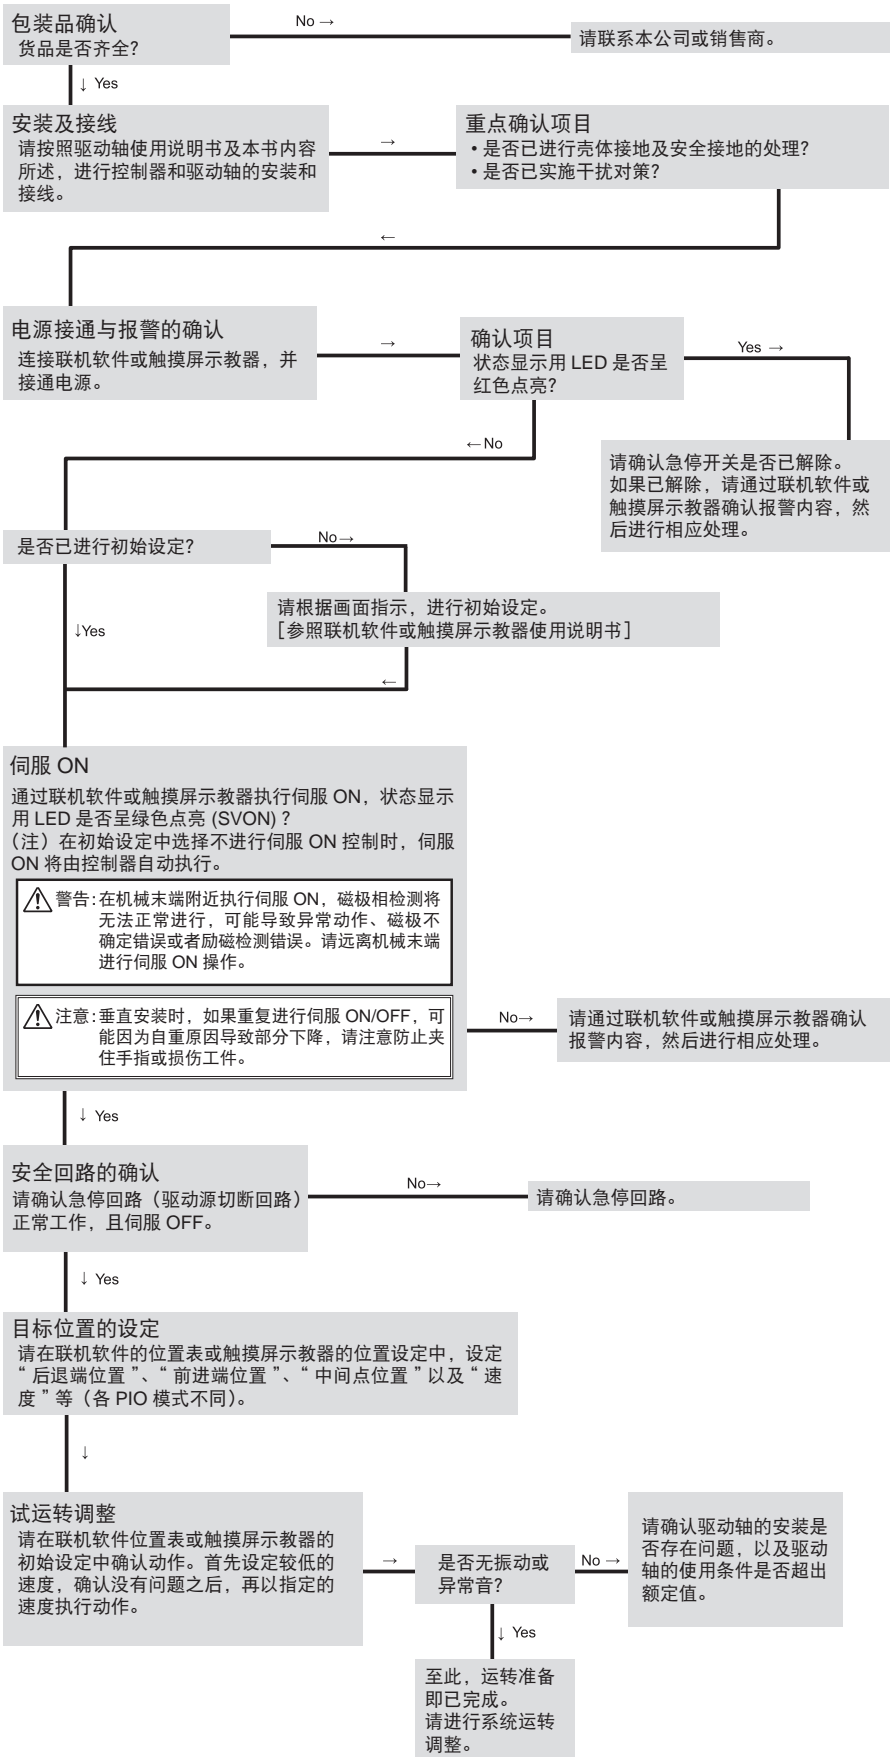 包装品确认
货品是否齐全？
No →
请联系本公司或销售商。
↓ Yes
安装及接线
请按照驱动轴使用说明书及本书内容
所述，进行控制器和驱动轴的安装和
接线。
→
重点确认项目
• 是否已进行壳体接地及安全接地的处理？
• 是否已实施干扰对策？
←
电源接通与报警的确认
连接联机软件或触摸屏示教器，并
接通电源。
→
确认项目
状态显示用 LED 是否呈
红色点亮？
Yes →
←No
请确认急停开关是否已解除。
如果已解除，请通过联机软件或
触摸屏示教器确认报警内容，然
后进行相应处理。
是否已进行初始设定？
No→
请根据画面指示，进行初始设定。
［参照联机软件或触摸屏示教器使用说明书］
↓Yes
←
伺服 ON
通过联机软件或触摸屏示教器执行伺服 ON，状态显示
用 LED 是否呈绿色点亮 (SVON)？
（注）在初始设定中选择不进行伺服 ON 控制时，伺服
ON 将由控制器自动执行。
警告：在机械末端附近执行伺服 ON，磁极相检测将
无法正常进行，可能导致异常动作、磁极不
确定错误或者励磁检测错误。请远离机械末端
进行伺服 ON 操作。
注意：垂直安装时，如果重复进行伺服 ON/OFF，可
能因为自重原因导致部分下降，请注意防止夹
住手指或损伤工件。
No→
请通过联机软件或触摸屏示教器确认
报警内容，然后进行相应处理。
↓ Yes
安全回路的确认
请确认急停回路（驱动源切断回路）
正常工作，且伺服 OFF。
No→
请确认急停回路。
↓ Yes
目标位置的设定
请在联机软件的位置表或触摸屏示教器的位置设定中，设定
“后退端位置”、“前进端位置”、“中间点位置”以及“速
度”等（各 PIO 模式不同）。
↓
试运转调整
请在联机软件位置表或触摸屏示教器的
初始设定中确认动作。首先设定较低的
速度，确认没有问题之后，再以指定的
速度执行动作。
→
是否无振动或
异常音？
No →
请确认驱动轴的安装是
否存在问题，以及驱动
轴的使用条件是否超出
额定值。
↓ Yes
至此，运转准备
即已完成。
请进行系统运转
调整。